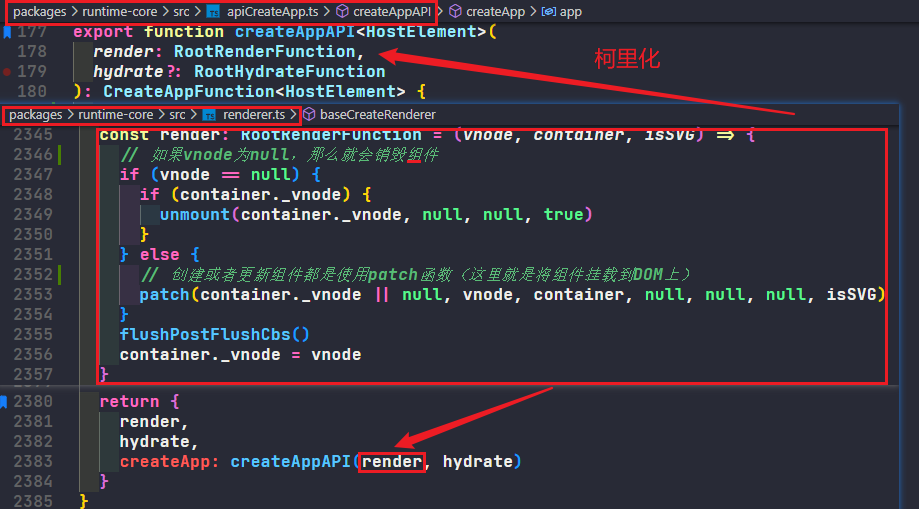 packages > runtime-core > src > TS apiCreateApp.ts > createAppAPI > createApp > app
177 export function createAppAPI<HostElement>(
178 render: RootRenderFunction,
柯里化
179 hydrate?: RootHydrateFunction
180 ): CreateAppFunction<HostElement> {
packages > runtime-core > src > TS renderer.ts > baseCreateRenderer
2345 const render: RootRenderFunction = (vnode, container, isSVG) => {
2346 // 如果vnode为null，那么就会销毁组件
2347 if (vnode == null) {
2348 if (container._vnode) {
2349 unmount(container._vnode, null, null, true)
2350 }
2351 } else {
2352 // 创建或者更新组件都是使用patch函数（这里就是将组件挂载到DOM上）
2353 patch(container._vnode || null, vnode, container, null, null, null, isSVG)
2354 }
2355 flushPostFlushCbs()
2356 container._vnode = vnode
2357 }
2380 return {
2381 render,
2382 hydrate,
2383 createApp: createAppAPI(render, hydrate)
2384 }
2385 }